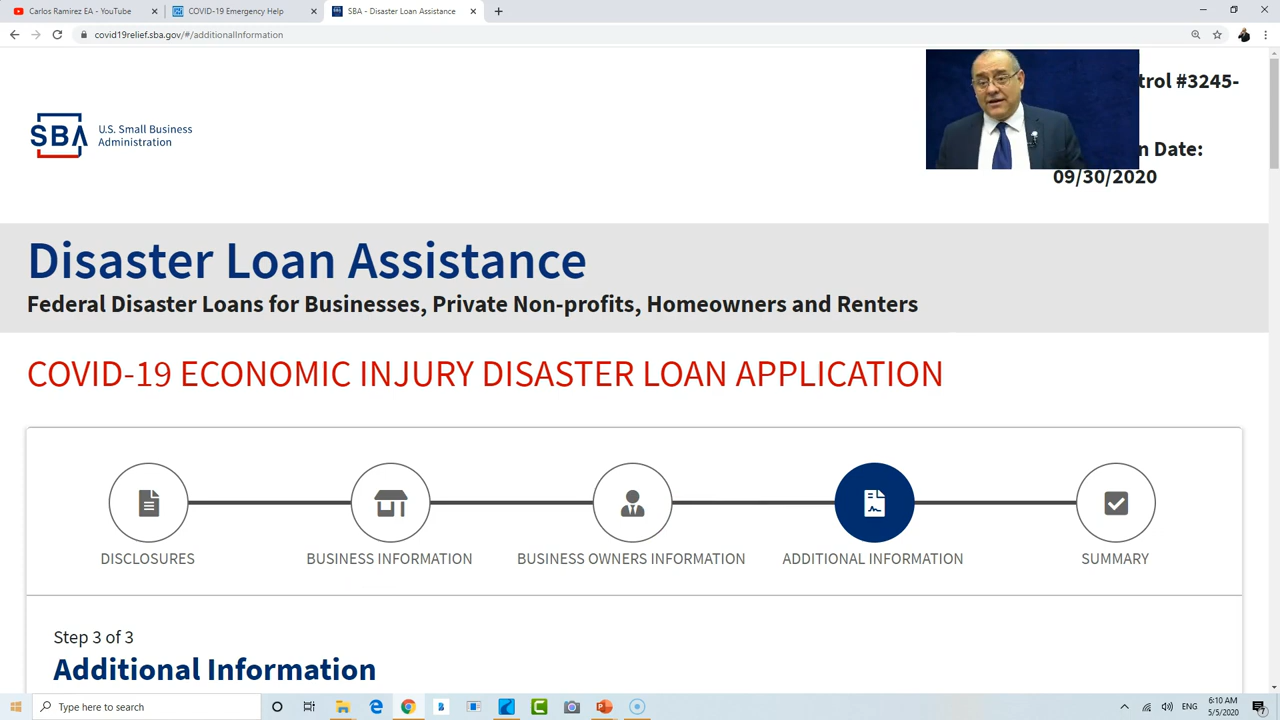 Carlos Ramirez EA - YouTube
COVID-19 Emergency Help
SBA - Disaster Loan Assistance
covid19relief.sba.gov/#/additionalInformation
trol #3245-
n Date:
09/30/2020
SBA
U.S. Small Business
Administration
Disaster Loan Assistance
Federal Disaster Loans for Businesses, Private Non-profits, Homeowners and Renters
COVID-19 ECONOMIC INJURY DISASTER LOAN APPLICATION
DISCLOSURES
BUSINESS INFORMATION
BUSINESS OWNERS INFORMATION
ADDITIONAL INFORMATION
SUMMARY
Step 3 of 3
Additional Information
Type here to search
ENG
6:10 AM
5/5/2020